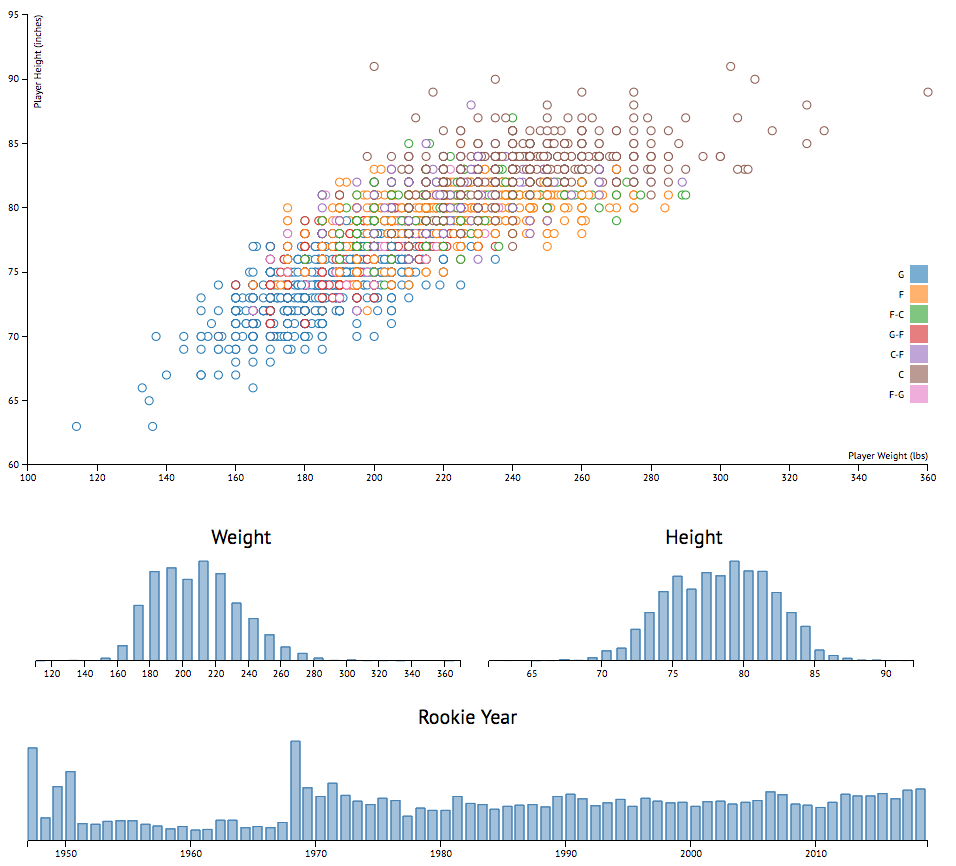 95
Player Height (inches)
90
85
80
75
70
65
60
G
F
F-C
G-F
C-F
C
F-G
Player Weight (lbs)
100 120 140 160 180 200 220 240 260 280 300 320 340 360
Weight Height
120 140 160 180 200 220 240 260 280 300 320 340 360
65 70 75 80 85 90
Rookie Year
1950 1960 1970 1980 1990 2000 2010